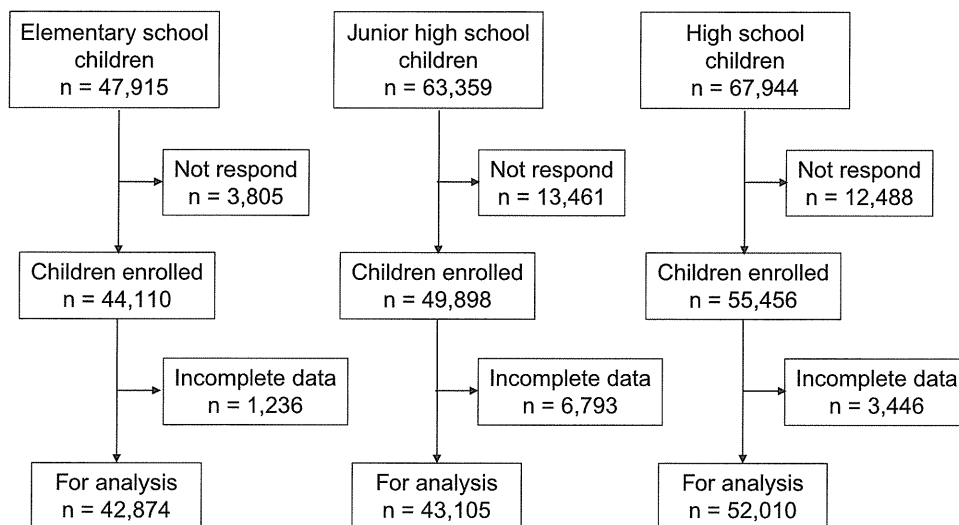 Elementary school
children
n = 47,915
Junior high school
children
n = 63,359
High school
children
n = 67,944
Not respond
n = 3,805
Not respond
n = 13,461
Not respond
n = 12,488
Children enrolled
n = 44,110
Children enrolled
n = 49,898
Children enrolled
n = 55,456
Incomplete data
n = 1,236
Incomplete data
n = 6,793
Incomplete data
n = 3,446
For analysis
n = 42,874
For analysis
n = 43,105
For analysis
n = 52,010